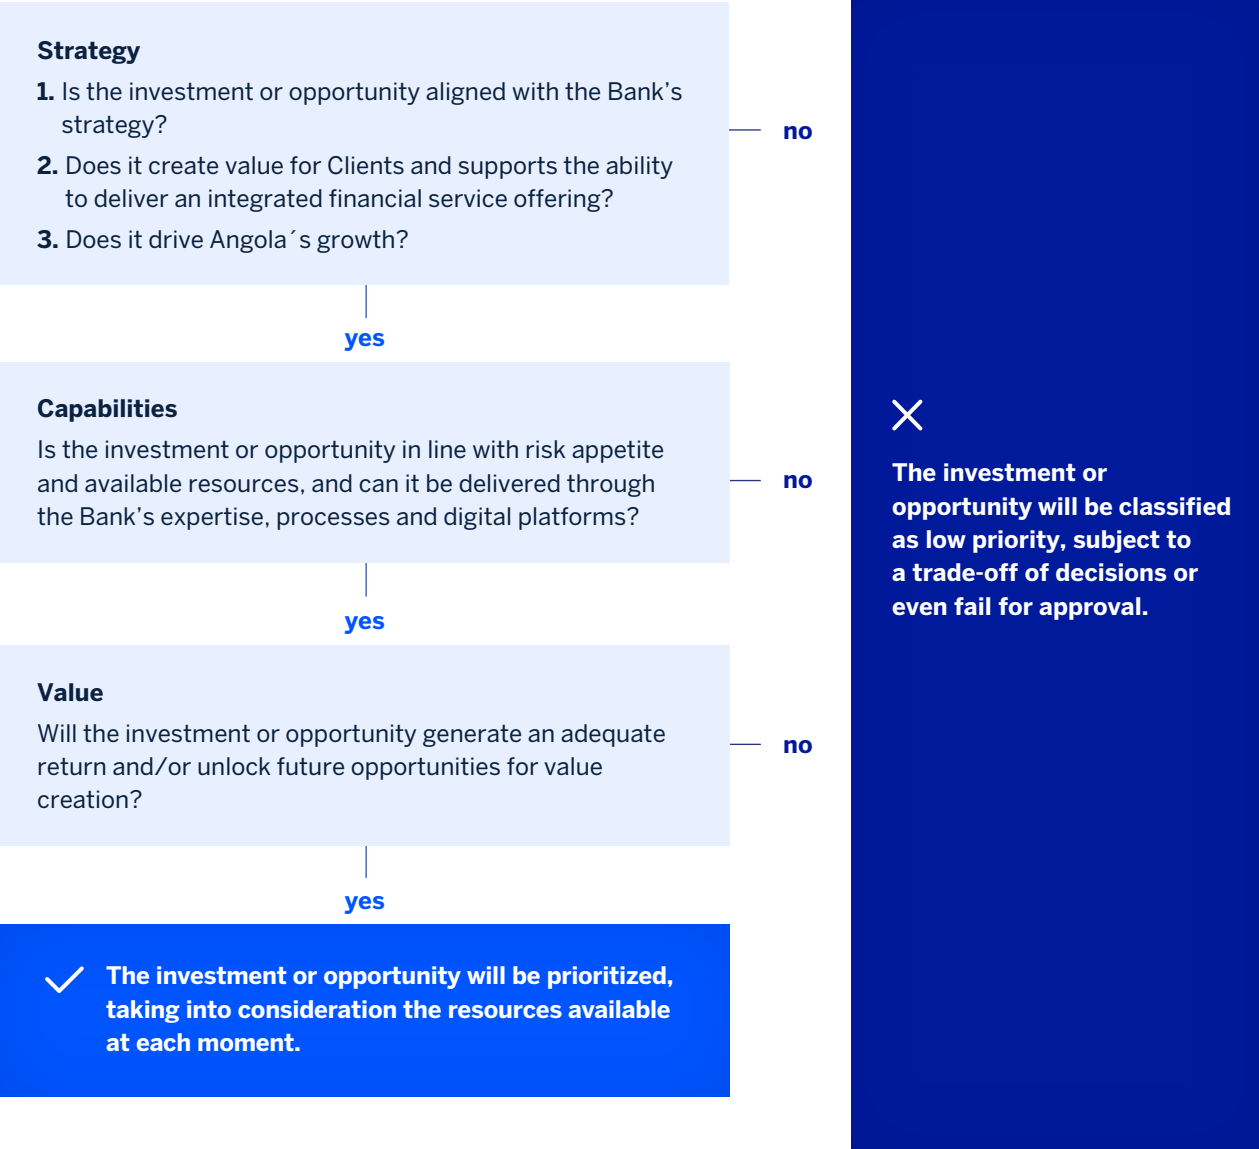 Strategy
1. Is the investment or opportunity aligned with the Bank’s
strategy?
2. Does it create value for Clients and supports the ability
to deliver an integrated financial service offering?
3. Does it drive Angola´s growth?
no
yes
Capabilities
Is the investment or opportunity in line with risk appetite
and available resources, and can it be delivered through
the Bank’s expertise, processes and digital platforms?
no
yes
Value
Will the investment or opportunity generate an adequate
return and/or unlock future opportunities for value
creation?
no
yes
The investment or opportunity will be prioritized,
taking into consideration the resources available
at each moment.
The investment or
opportunity will be classified
as low priority, subject to
a trade-off of decisions or
even fail for approval.